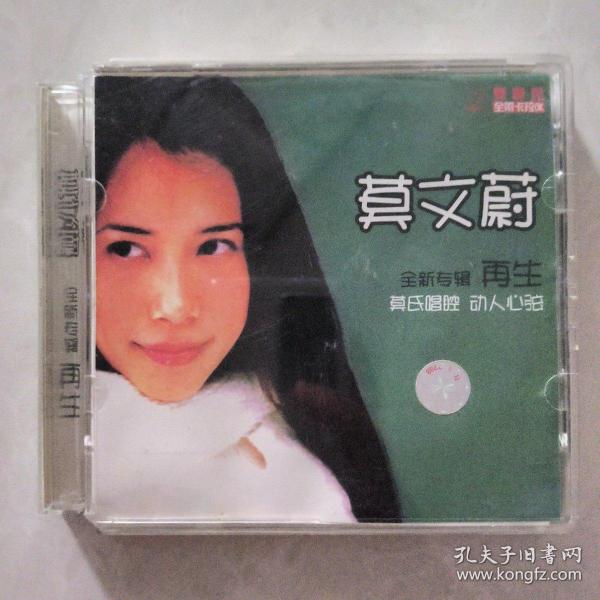 全新专辑 再生
莫文蔚
全新专辑 再生
莫氏唱腔 动人心弦
孔夫子旧书网
www.kongfz.com